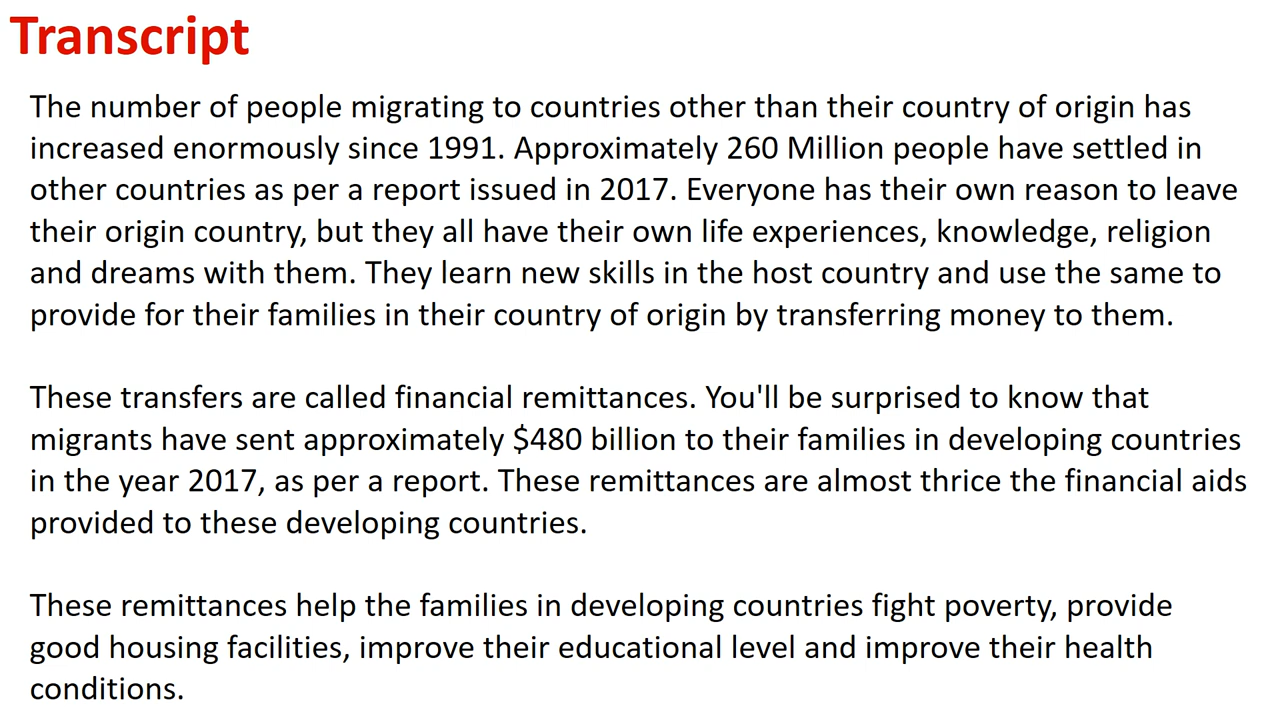 Transcript
The number of people migrating to countries other than their country of origin has
increased enormously since 1991. Approximately 260 Million people have settled in
other countries as per a report issued in 2017. Everyone has their own reason to leave
their origin country, but they all have their own life experiences, knowledge, religion
and dreams with them. They learn new skills in the host country and use the same to
provide for their families in their country of origin by transferring money to them.
These transfers are called financial remittances. You'll be surprised to know that
migrants have sent approximately $480 billion to their families in developing countries
in the year 2017, as per a report. These remittances are almost thrice the financial aids
provided to these developing countries.
These remittances help the families in developing countries fight poverty, provide
good housing facilities, improve their educational level and improve their health
conditions.